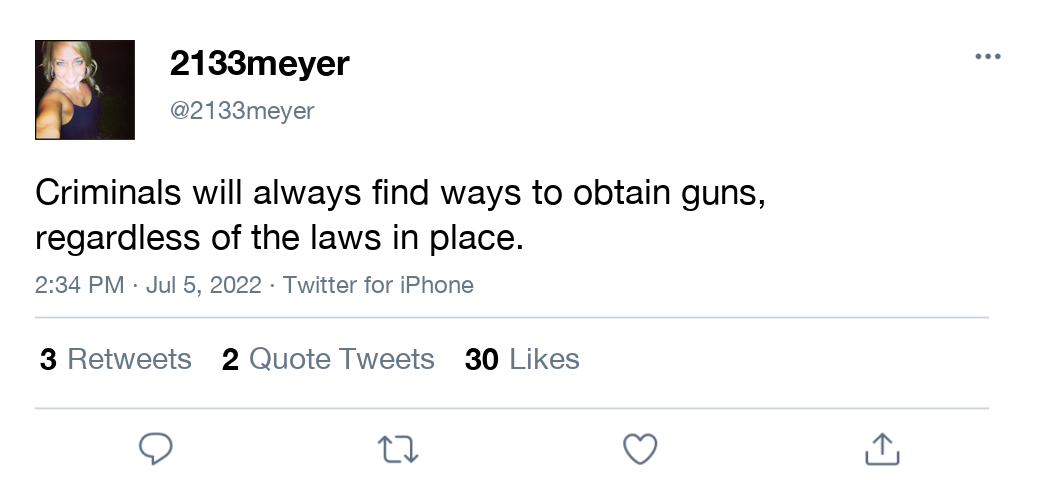 2133meyer
@2133meyer
Criminals will always find ways to obtain guns,
regardless of the laws in place.
2:34 PM · Jul 5, 2022 · Twitter for iPhone
3 Retweets 2 Quote Tweets 30 Likes